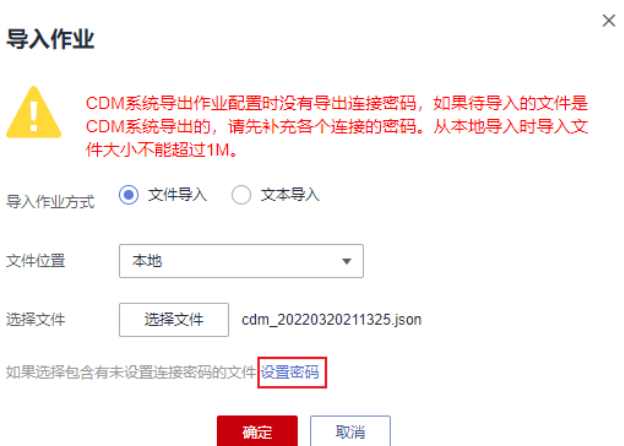 导入作业
CDM系统导出作业配置时没有导出连接密码，如果待导入的文件是
CDM系统导出的，请先补充各个连接的密码。从本地导入时导入文
件大小不能超过1M。
导入作业方式 文件导入 文本导入
文件位置 本地
选择文件 选择文件 cdm_20220320211325.json
如果选择包含有未设置连接密码的文件 设置密码
确定 取消